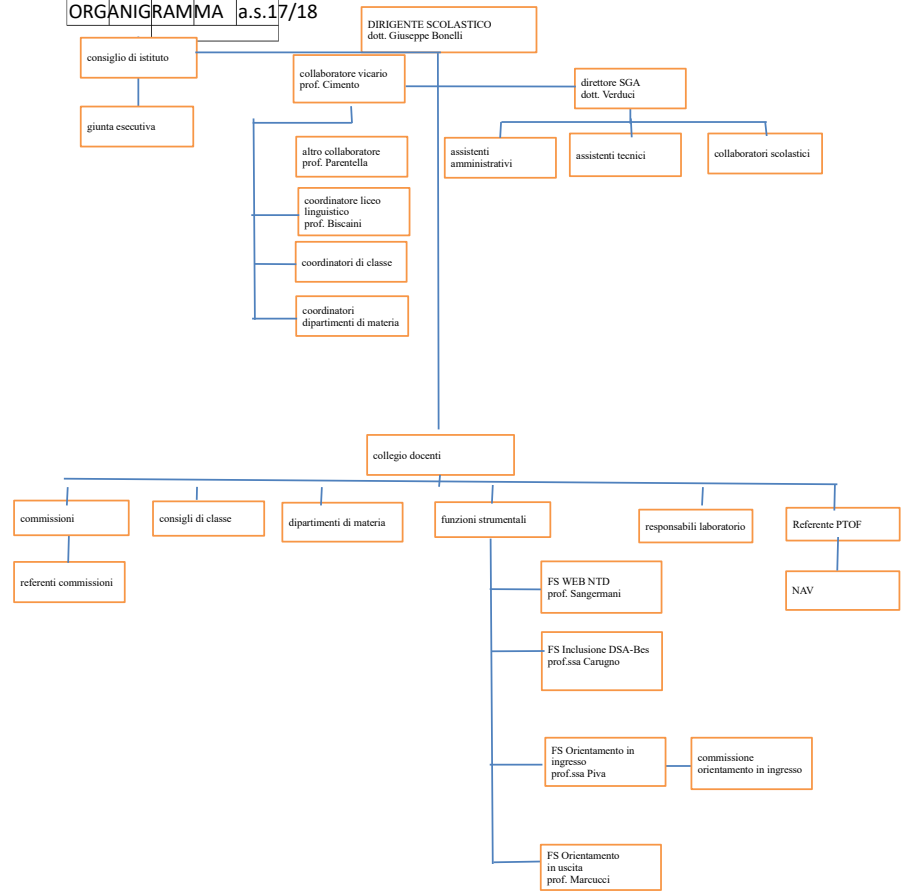 ORGANIGRAMMA a.s.17/18
DIRIGENTE SCOLASTICO
dott. Giuseppe Bonelli
consiglio di istituto
collaboratore vicario
prof. Cimento
direttore SGA
dott. Verduci
giunta esecutiva
altro collaboratore
prof. Parentella
assistenti
amministrativi
assistenti tecnici
collaboratori scolastici
coordinatore liceo
linguistico
prof. Biscaini
coordinatori di classe
coordinatori
dipartimenti di materia
collegio docenti
commissioni
consigli di classe
dipartimenti di materia
funzioni strumentali
responsabili laboratorio
Referente PTOF
referenti commissioni
FS WEB NTD
prof. Sangermani
NAV
FS Inclusione DSA-Bes
prof.ssa Carugno
FS Orientamento in
ingresso
prof.ssa Piva
commissione
orientamento in ingresso
FS Orientamento
in uscita
prof. Marcucci